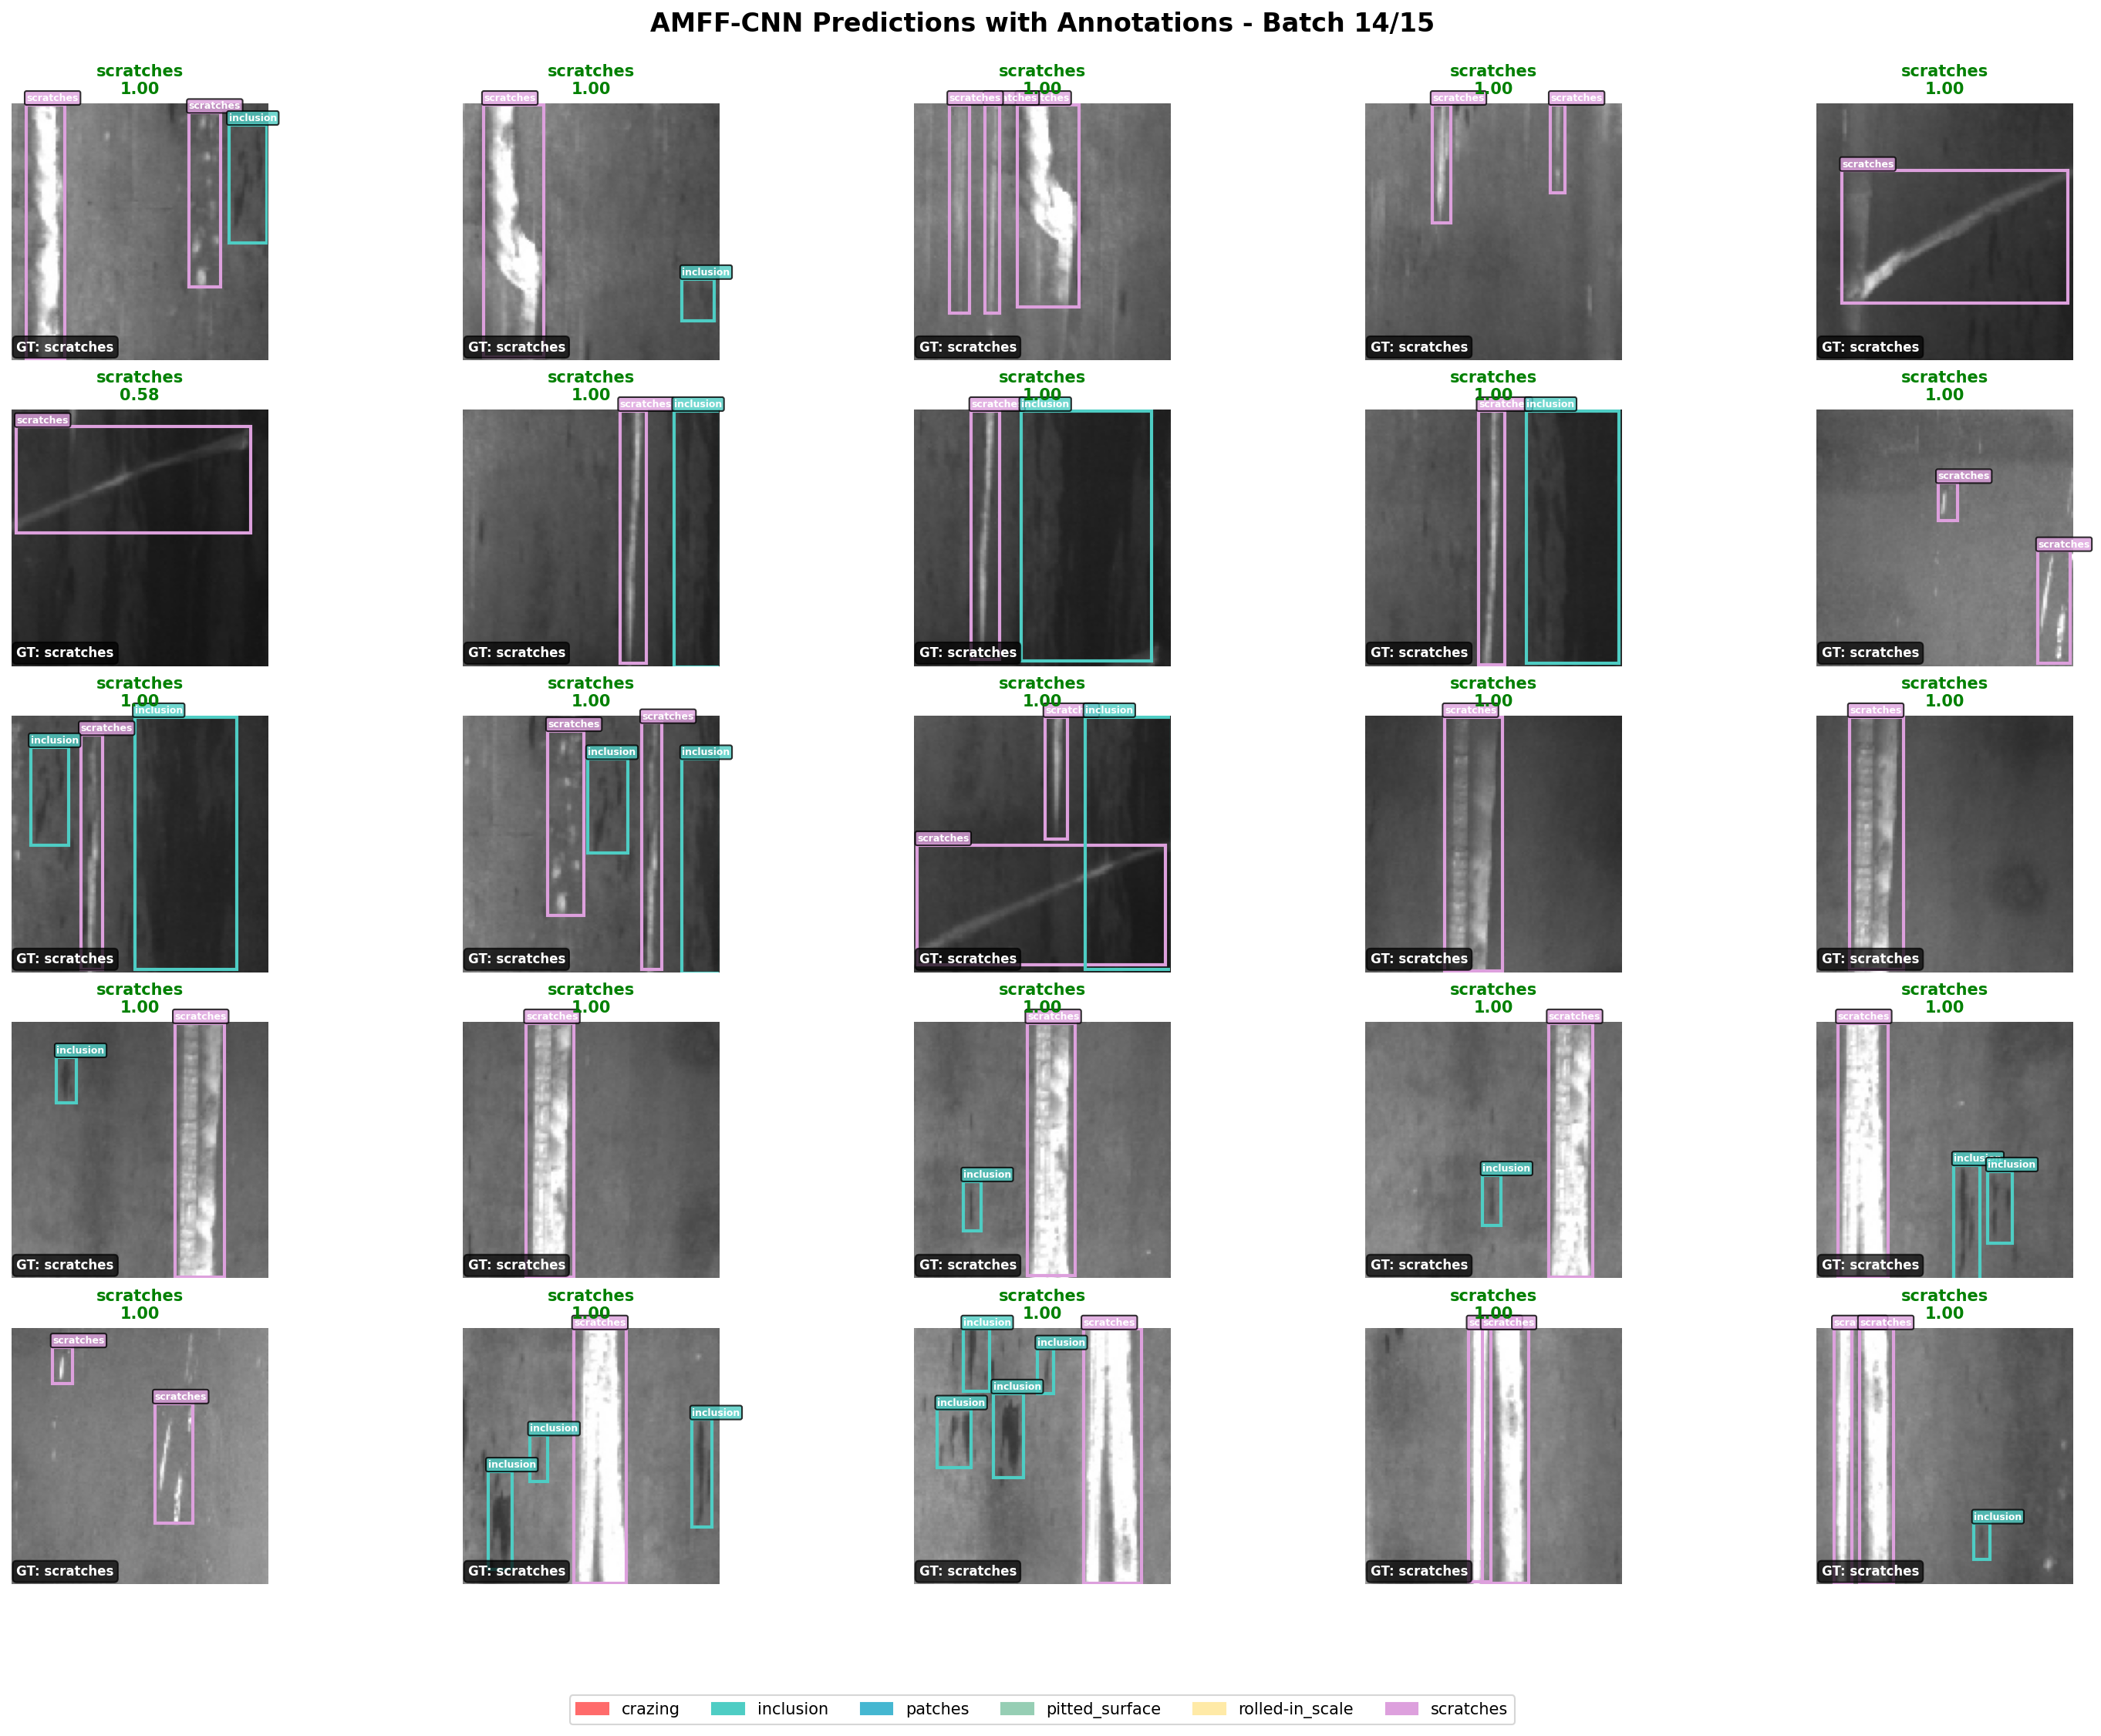 AMFF-CNN Predictions with Annotations - Batch 14/15
scratches scratches scratches scratches scratches
1.00 1.00 1.00 1.00 1.00
scratches scratches scratches scratches scratches
scratches
inclusion
scratches
inclusion
GT: scratches GT: scratches GT: scratches GT: scratches GT: scratches
scratches scratches scratches scratches scratches
0.58 1.00 1.00 1.00 1.00
scratches inclusion inclusion inclusion
scratches
scratches
scratches
GT: scratches GT: scratches GT: scratches GT: scratches GT: scratches
scratches scratches scratches scratches scratches
1.00 1.00 1.00 1.00 1.00
inclusion inclusion scratches scratches
scratches scratches scratches
inclusion inclusion inclusion
scratches
GT: scratches GT: scratches GT: scratches GT: scratches GT: scratches
scratches scratches scratches scratches scratches
1.00 1.00 1.00 1.00 1.00
scratches scratches scratches scratches scratches
inclusion
inclusion inclusion inclusion
inclusion
GT: scratches GT: scratches GT: scratches GT: scratches GT: scratches
scratches scratches scratches scratches scratches
1.00 1.00 1.00 1.00 1.00
scratches inclusion scratches scratches scratches
scratches inclusion
scratches inclusion
inclusion inclusion
inclusion
inclusion
inclusion
GT: scratches GT: scratches GT: scratches GT: scratches GT: scratches
crazing inclusion patches pitted_surface rolled-in_scale scratches